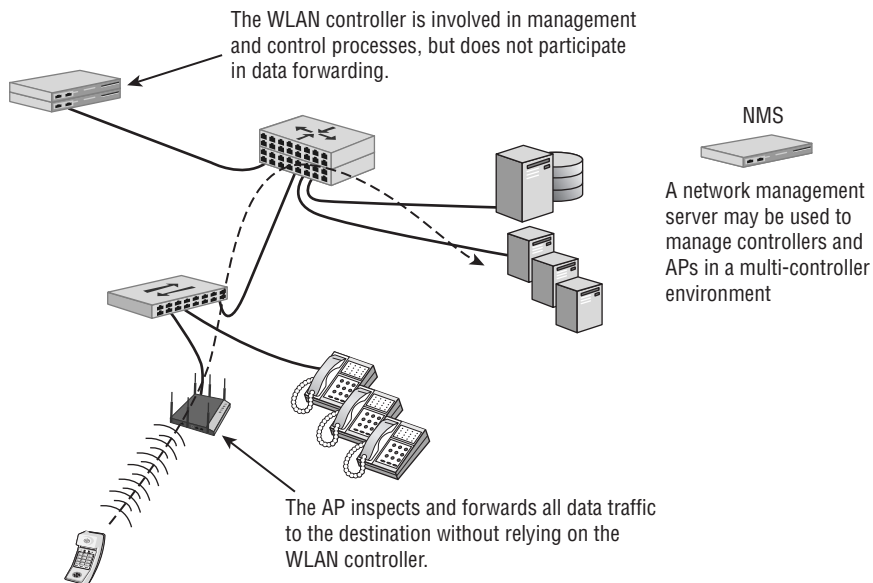 The WLAN controller is involved in management
and control processes, but does not participate
in data forwarding.
NMS
A network management
server may be used to
manage controllers and
APs in a multi-controller
environment
The AP inspects and forwards all data traffic
to the destination without relying on the
WLAN controller.